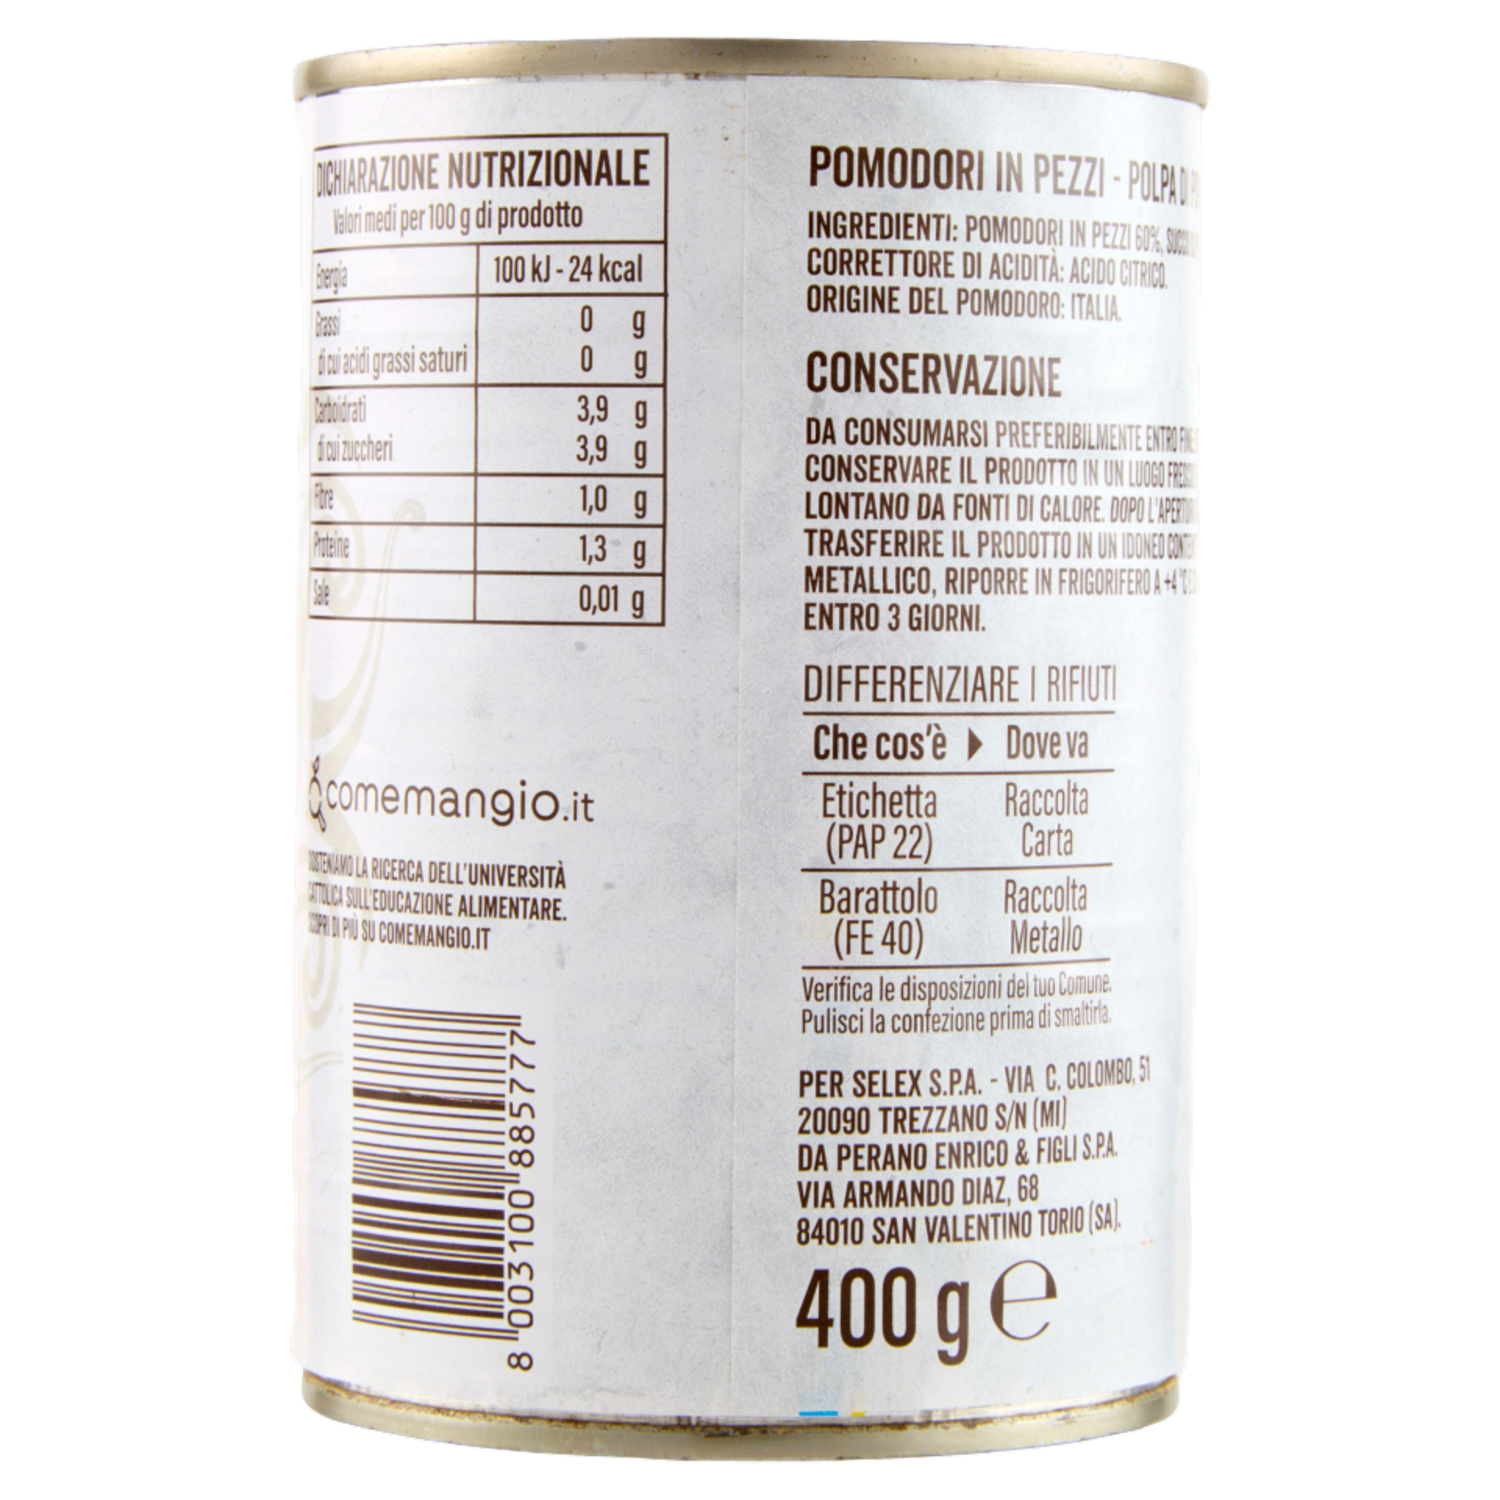 DICHIARAZIONE NUTRIZIONALE
Valori medi per 100 g di prodotto
Energia 100 kJ - 24 kcal
Grassi 0 g
di cui acidi grassi saturi 0 g
Carboidrati 3,9 g
di cui zuccheri 3,9 g
Fibre 1,0 g
Proteine 1,3 g
Sale 0,01 g
comemangio.it
SOSTENIAMO LA RICERCA DELL'UNIVERSITÀ
CATTOLICA SULL'EDUCAZIONE ALIMENTARE.
SCOPRI DI PIÙ SU COMEMANGIO.IT
8 003100 885777
POMODORI IN PEZZI - POLPA DI
INGREDIENTI: POMODORI IN PEZZI 60%, SUCCO
CORRETTORE DI ACIDITÀ: ACIDO CITRICO.
ORIGINE DEL POMODORO: ITALIA.
CONSERVAZIONE
DA CONSUMARSI PREFERIBILMENTE ENTRO FINE
CONSERVARE IL PRODOTTO IN UN LUOGO
LONTANO DA FONTI DI CALORE. DOPO
TRASFERIRE IL PRODOTTO IN UN IDONEO
METALLICO, RIPORRE IN FRIGORIFERO A +4 °C
ENTRO 3 GIORNI.
DIFFERENZIARE I RIFIUTI
Che cos'è Dove va
Etichetta Raccolta
(PAP 22) Carta
Barattolo Raccolta
(FE 40) Metallo
Verifica le disposizioni del tuo Comune.
Pulisci la confezione prima di smaltirla.
PER SELEX S.P.A. - VIA C. COLOMBO, 51
20090 TREZZANO S/N (MI)
DA PERANO ENRICO & FIGLI S.P.A.
VIA ARMANDO DIAZ, 68
84010 SAN VALENTINO TORIO (SA).
400 g e